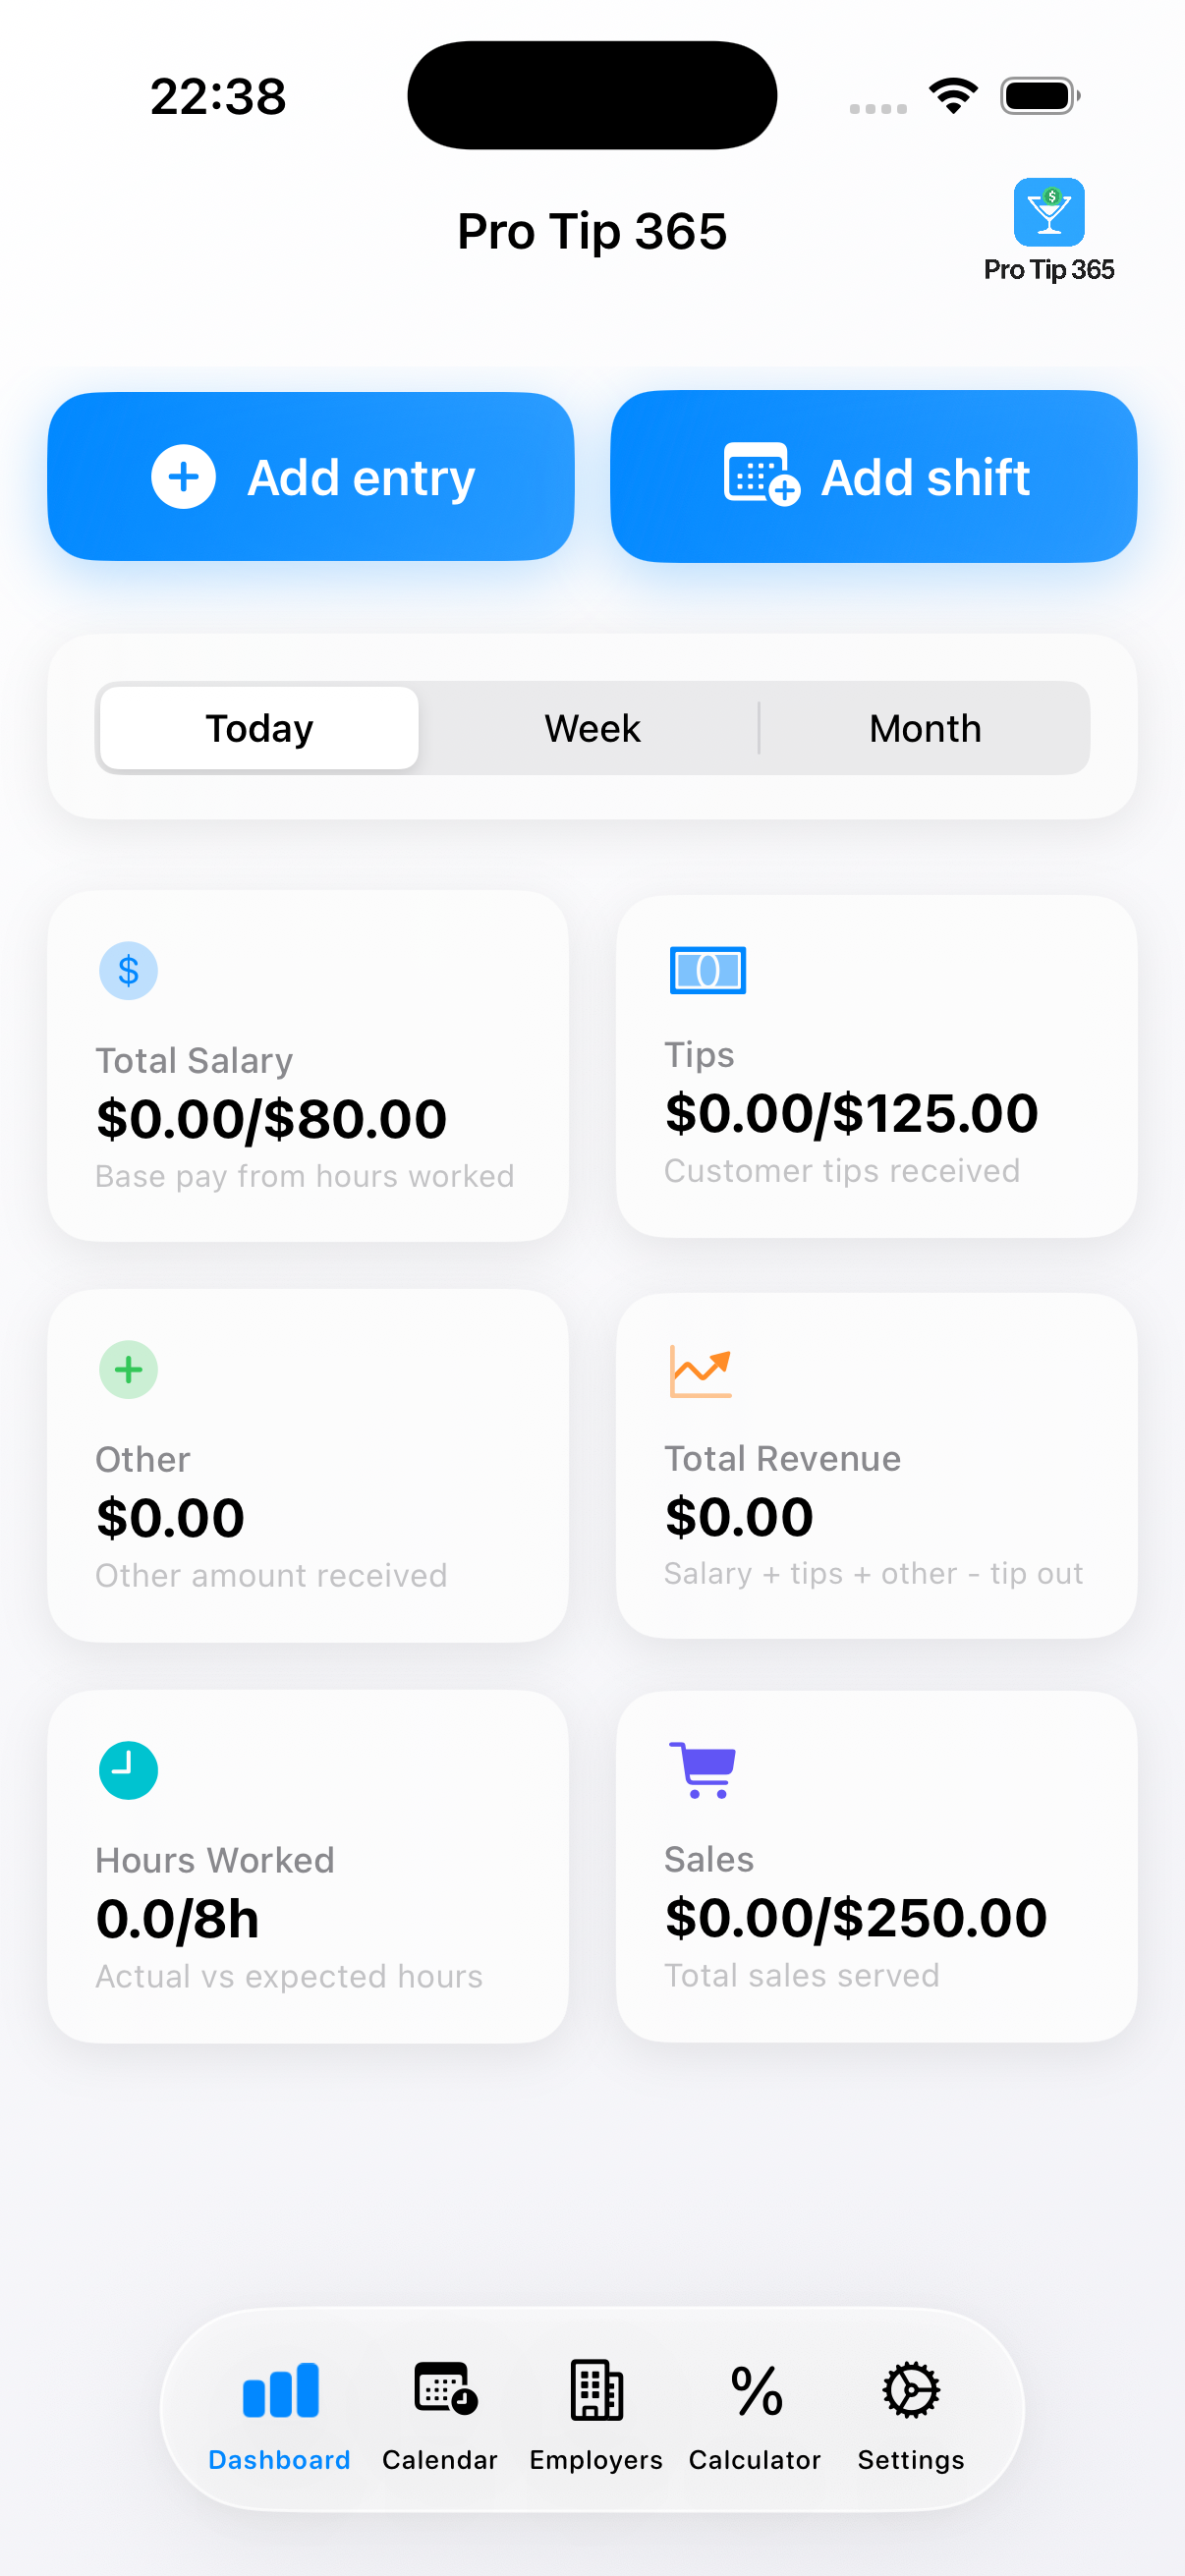 22:38
Pro Tip 365
Pro Tip 365
Add entry
Add shift
Today
Week
Month
Total Salary
$0.00/$80.00
Base pay from hours worked
Tips
$0.00/$125.00
Customer tips received
Other
$0.00
Other amount received
Total Revenue
$0.00
Salary + tips + other - tip out
Hours Worked
0.0/8h
Actual vs expected hours
Sales
$0.00/$250.00
Total sales served
Dashboard
Calendar
Employers
Calculator
Settings